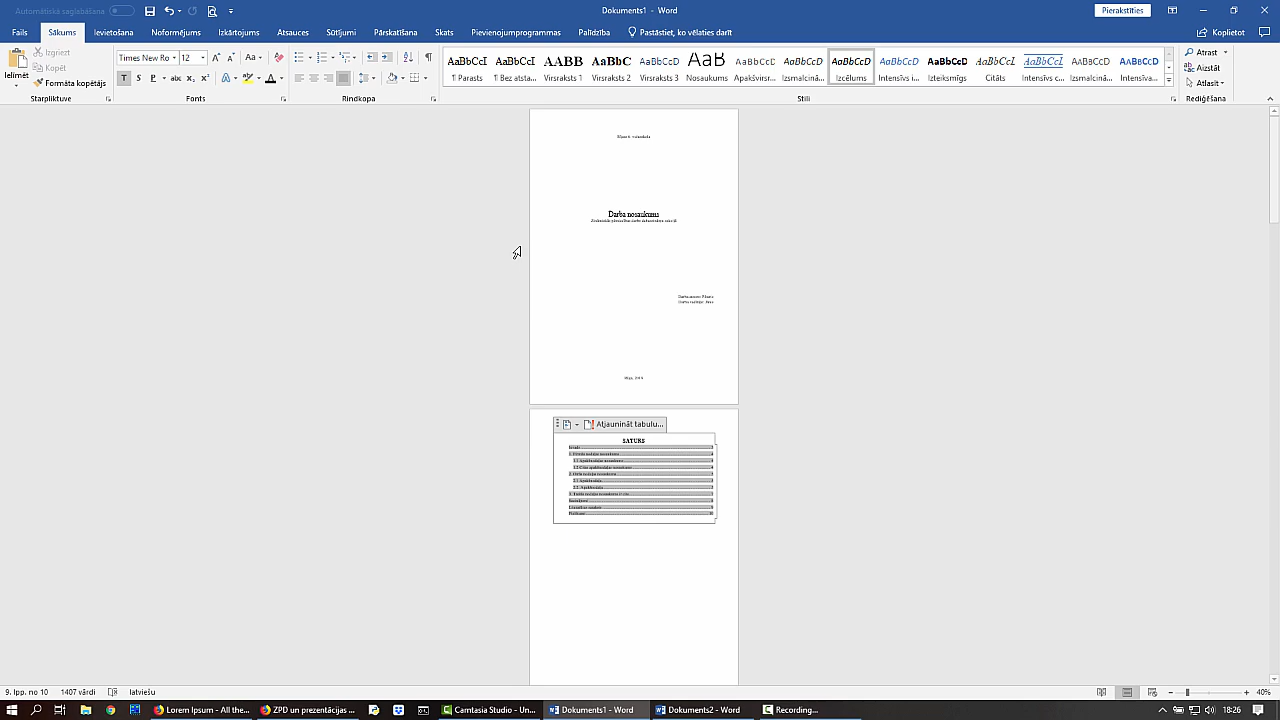 Automātiskā saglabāšana
Dokuments1 - Word
Pierakstīties
Fails Sākums Ievietošana Noformējums Izkārtojums Atsauces Sūtījumi Pārskatīšana Skats Pievienojumprogrammas Palīdzība Pastāstiet, ko vēlaties darīt Koplietot
Ielīmēt
Izgriezt
Kopēt
Formāta kopētājs
Starpliktuve
Times New Ro 12
Fonts
Rindkopa
AaBbCcI AaBbCcI AABB AaBbC AaBbCcD AaB AaBbCcD AaBbCcD AaBbCcD AaBbCcD AaBbCcD AaBbCcI AaBbCcI AABBCCD AABBCCD
¶ Parasts ¶ Bez atsta... Virsraksts 1 Virsraksts 2 Virsraksts 3 Nosaukums Apakšvirs... Izsmalcinā... Izcēlums Intensīvs i... Izteiksmīgs Citāts Intensīvs c... Izsmalcinā... Intensīva...
Stili
Atrast
Aizstāt
Atlasīt
Rediģēšana
Darba nosaukums
Atjaunināt tabulu...
SATURS
9. lpp. no 10 1407 vārdi latviešu 40%
Lorem Ipsum - All the...
ZPD un prezentācijas ...
Camtasia Studio - Un...
Dokuments1 - Word
Dokuments2 - Word
Recording...
18:26